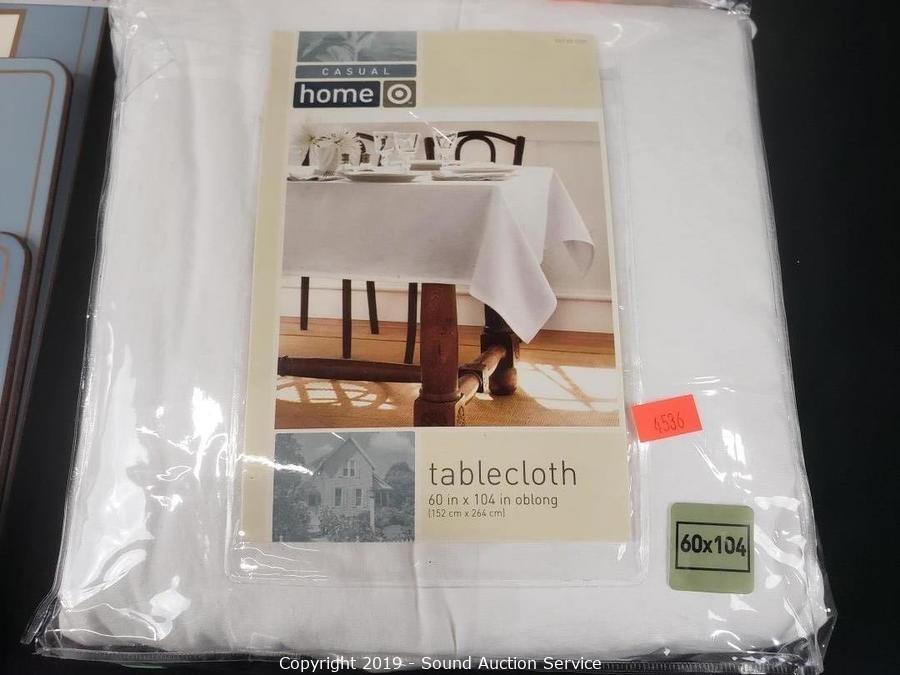 CASUAL
home
tablecloth
60 in x 104 in oblong
(152 cm x 264 cm)
4536
60x104
Copyright 2019 - Sound Auction Service